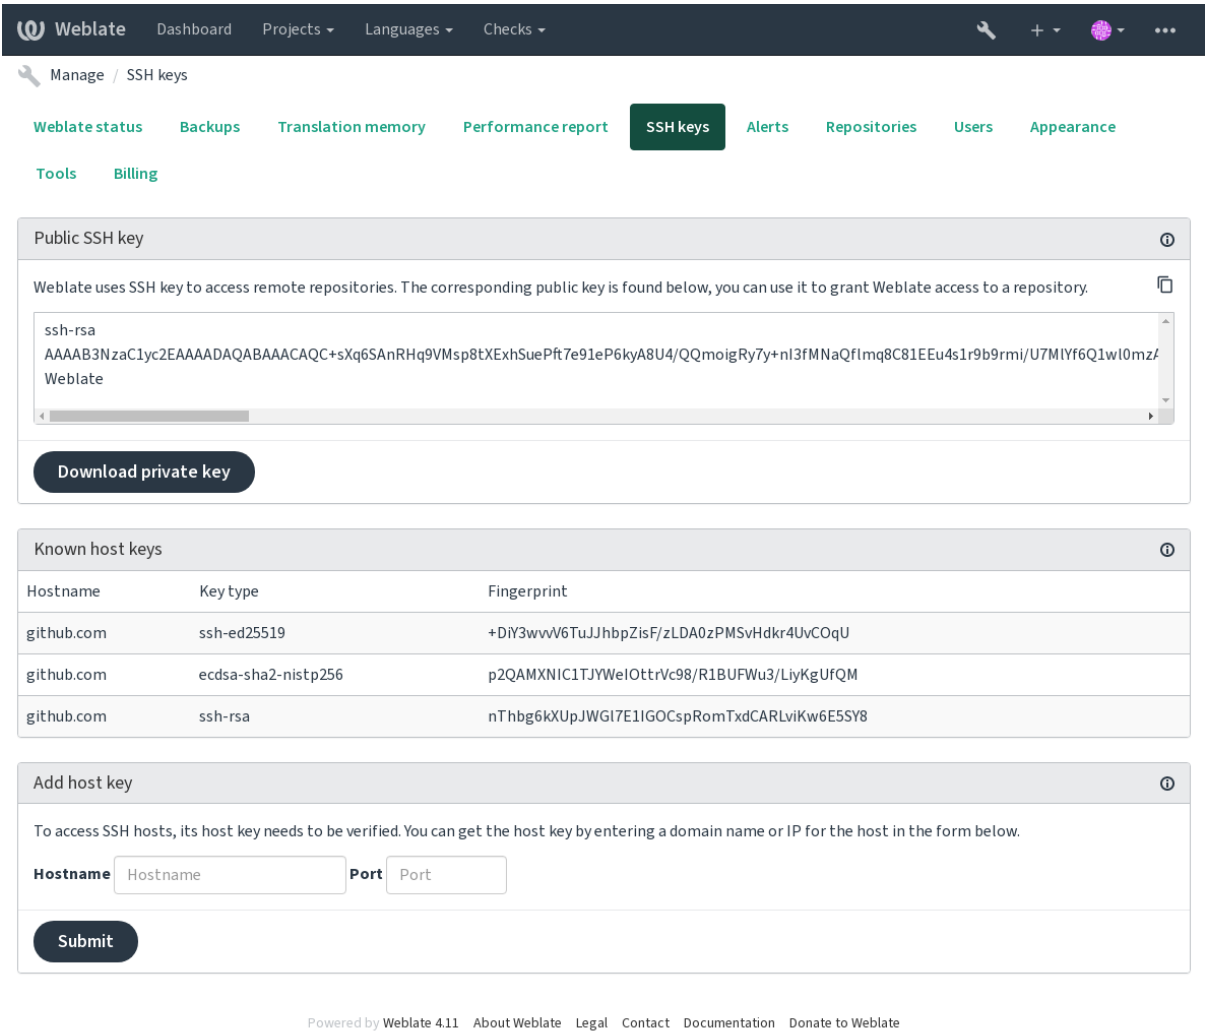 Weblate Dashboard Projects Languages Checks
Manage / SSH keys
Weblate status Backups Translation memory Performance report SSH keys Alerts Repositories Users Appearance
Tools Billing
Public SSH key
Weblate uses SSH key to access remote repositories. The corresponding public key is found below, you can use it to grant Weblate access to a repository.
ssh-rsa
AAAAB3NzaC1yc2EAAAADAQABAAACAQC+sXq6SAnRHq9VMsp8tXExhSuePft7e91eP6kyA8U4/QQmoigRy7y+nI3fMNaQflmq8C81EEu4s1r9b9rmi/U7MlYf6Q1wl0mzA
Weblate
Download private key
Known host keys
Hostname Key type Fingerprint
github.com ssh-ed25519 +DiY3wvvV6TuJJhbpZisF/zLDA0zPMSvHdkr4UvCOqU
github.com ecdsa-sha2-nistp256 p2QAMXNIC1TJYWeIOttrVc98/R1BUFWu3/LiyKgUfQM
github.com ssh-rsa nThbg6kXUpJWGl7E1IGOCspRomTxdCARLviKw6E5SY8
Add host key
To access SSH hosts, its host key needs to be verified. You can get the host key by entering a domain name or IP for the host in the form below.
Hostname Hostname Port Port
Submit
Powered by Weblate 4.11 About Weblate Legal Contact Documentation Donate to Weblate